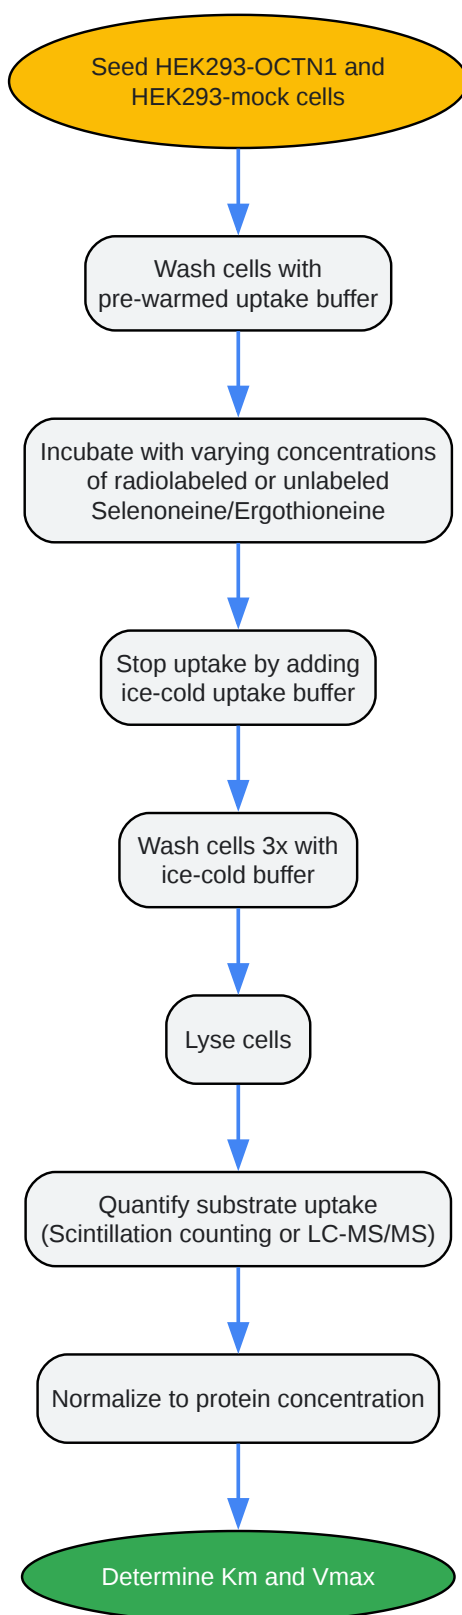 Seed HEK293-OCTN1 and
HEK293-mock cells
Wash cells with
pre-warmed uptake buffer
Incubate with varying concentrations
of radiolabeled or unlabeled
Selenoneine/Ergothioneine
Stop uptake by adding
ice-cold uptake buffer
Wash cells 3x with
ice-cold buffer
Lyse cells
Quantify substrate uptake
(Scintillation counting or LC-MS/MS)
Normalize to protein concentration
Determine Km and Vmax